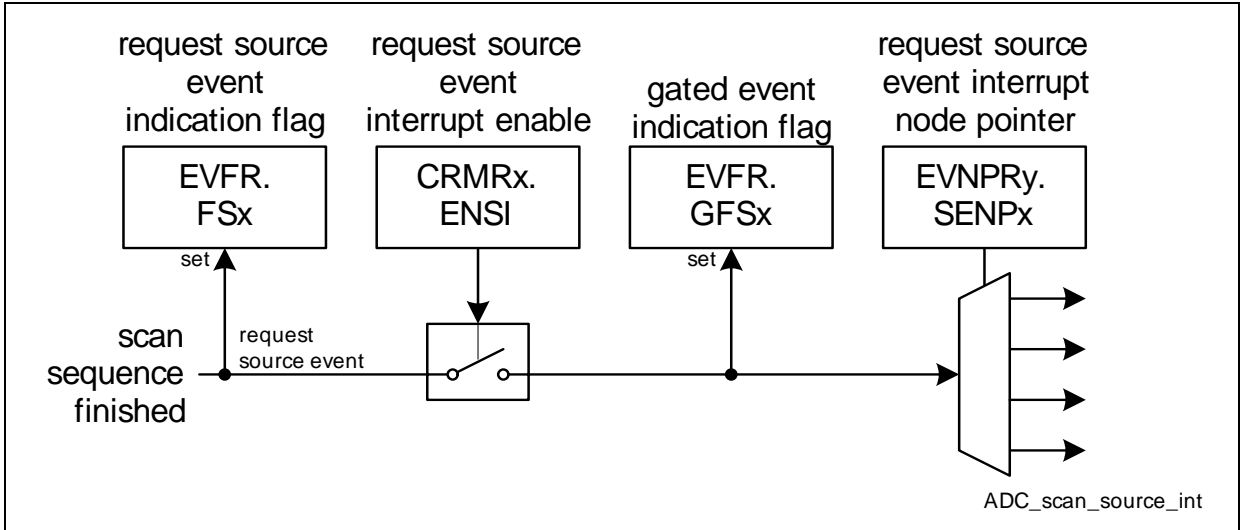 request source
event
indication flag
request source
event
interrupt enable
gated event
indication flag
request source
event interrupt
node pointer
EVFR.
FSx
CRMRx.
ENSI
EVFR.
GFSx
EVNPRy.
SENPx
set
set
scan
sequence
finished
request
source event
ADC_scan_source_int